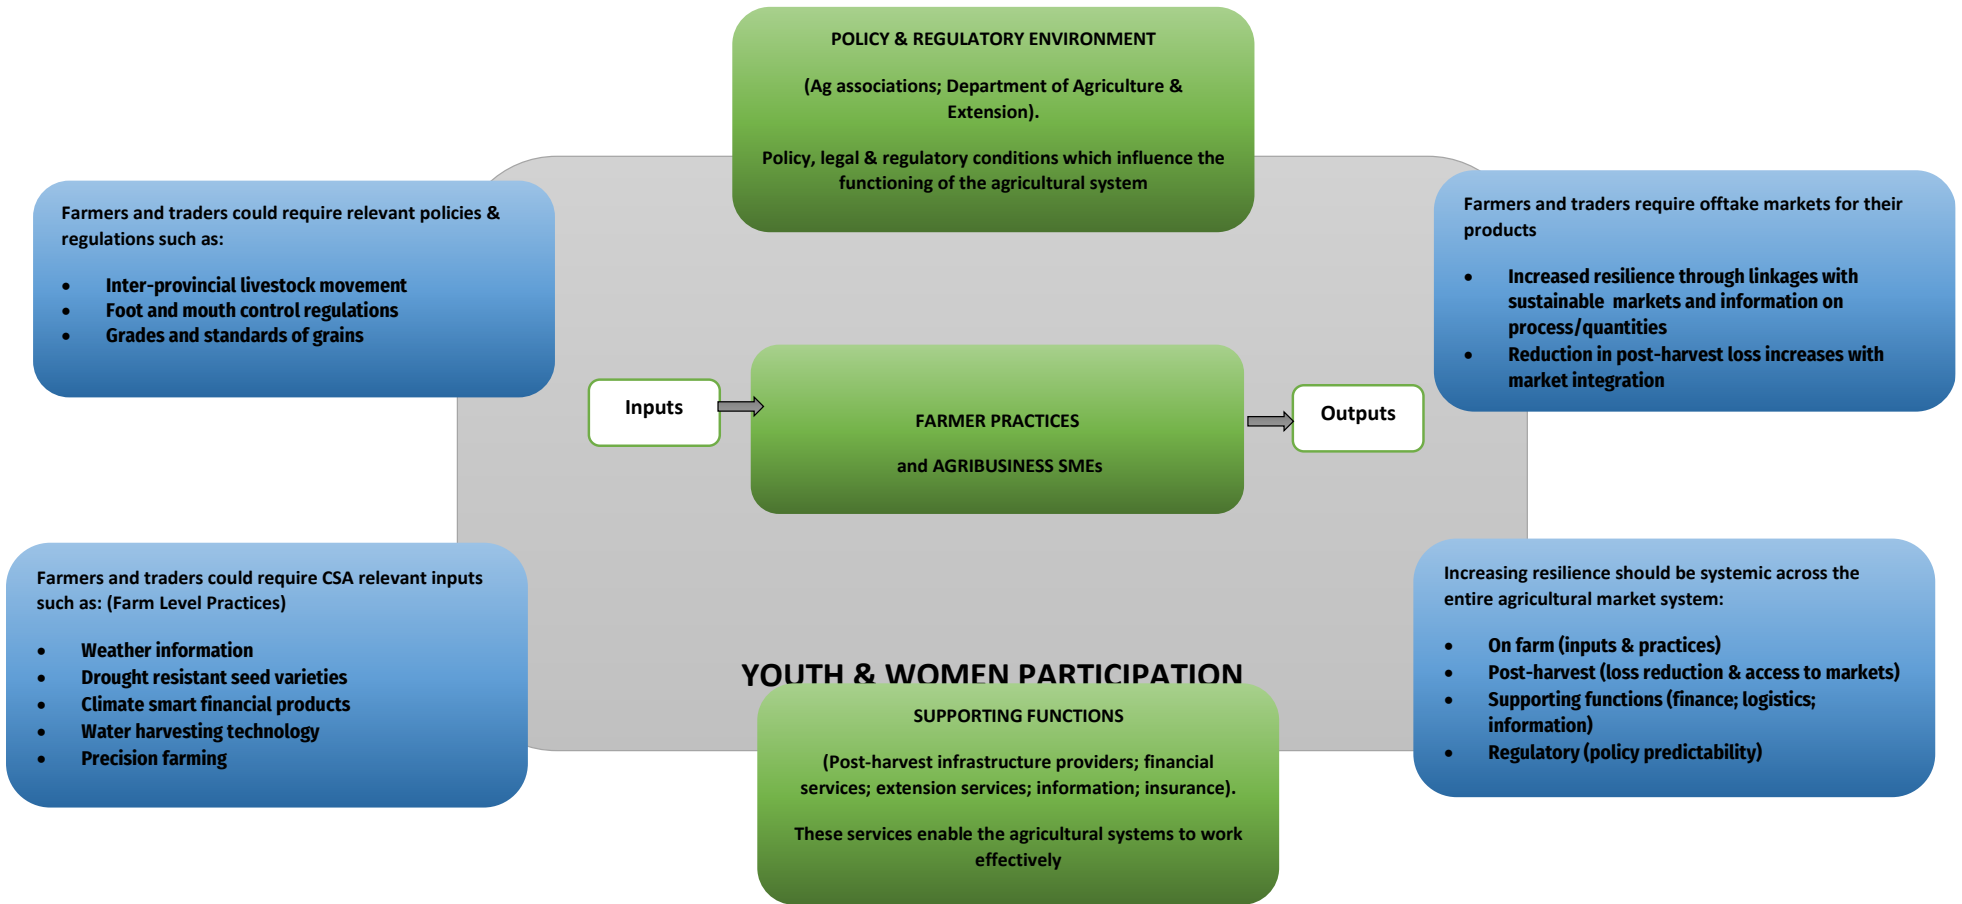 POLICY & REGULATORY ENVIRONMENT
(Ag associations; Department of Agriculture &
Extension).
Policy, legal & regulatory conditions which influence the
functioning of the agricultural system
Farmers and traders could require relevant policies &
regulations such as:
• Inter-provincial livestock movement
• Foot and mouth control regulations
• Grades and standards of grains
Farmers and traders require offtake markets for their
products
• Increased resilience through linkages with
sustainable markets and information on
process/quantities
• Reduction in post-harvest loss increases with
market integration
Inputs
FARMER PRACTICES
and AGRIBUSINESS SMEs
Outputs
Farmers and traders could require CSA relevant inputs
such as: (Farm Level Practices)
• Weather information
• Drought resistant seed varieties
• Climate smart financial products
• Water harvesting technology
• Precision farming
YOUTH & WOMEN PARTICIPATION
SUPPORTING FUNCTIONS
(Post-harvest infrastructure providers; financial
services; extension services; information; insurance).
These services enable the agricultural systems to work
effectively
Increasing resilience should be systemic across the
entire agricultural market system:
• On farm (inputs & practices)
• Post-harvest (loss reduction & access to markets)
• Supporting functions (finance; logistics;
information)
• Regulatory (policy predictability)